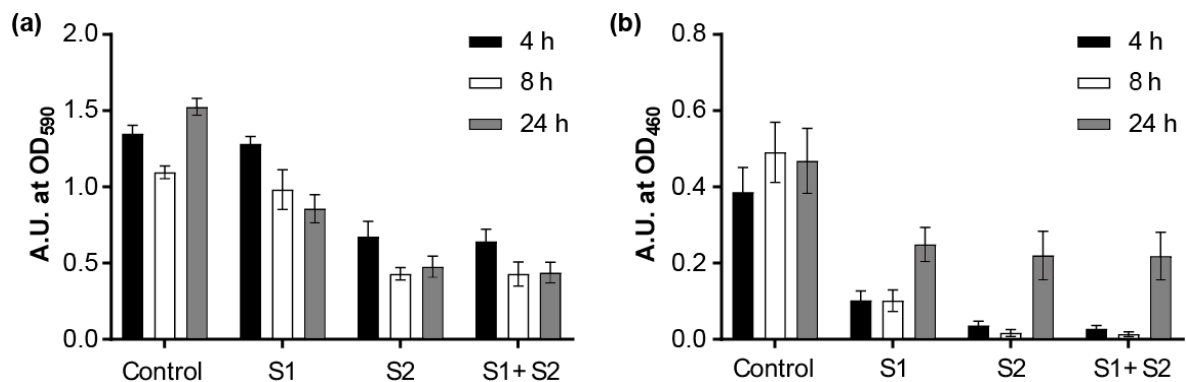 (a)
A.U. at OD590
2.0
1.5
1.0
0.5
0.0
4 h
8 h
24 h
Control S1 S2 S1 + S2
(b)
A.U. at OD460
0.8
0.6
0.4
0.2
0.0
4 h
8 h
24 h
Control S1 S2 S1 + S2